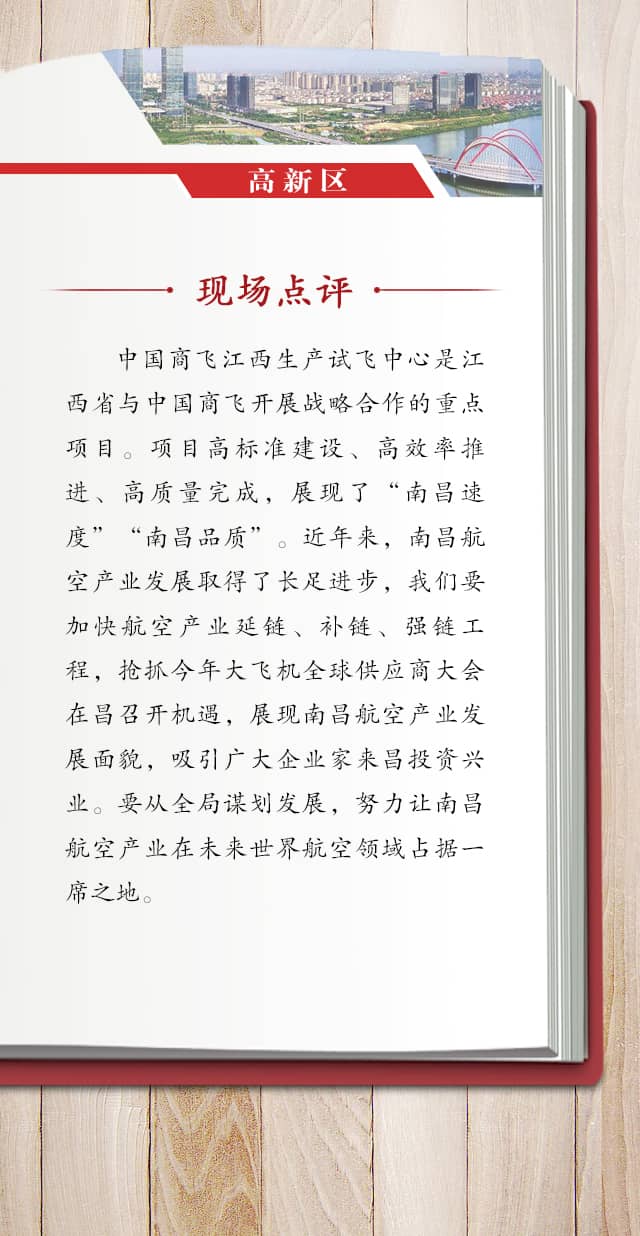 高新区
现场点评
中国商飞江西生产试飞中心是江
西省与中国商飞开展战略合作的重点
项目。项目高标准建设、高效率推
进、高质量完成，展现了“南昌速
度”“南昌品质”。近年来，南昌航
空产业发展取得了长足进步，我们要
加快航空产业延链、补链、强链工
程，抢抓今年大飞机全球供应商大会
在昌召开机遇，展现南昌航空产业发
展面貌，吸引广大企业家来昌投资兴
业。要从全局谋划发展，努力让南昌
航空产业在未来世界航空领域占据一
席之地。